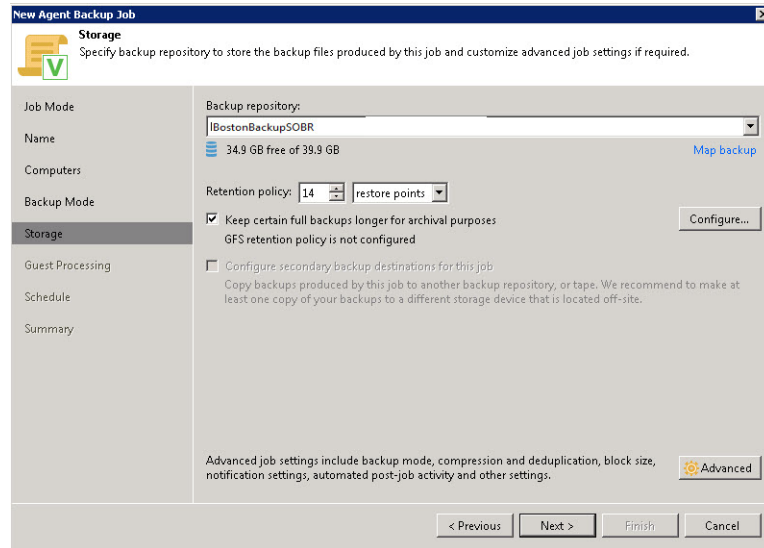 New Agent Backup Job
Storage
Specify backup repository to store the backup files produced by this job and customize advanced job settings if required.
Job Mode
Name
Computers
Backup Mode
Storage
Guest Processing
Schedule
Summary
Backup repository:
lBostonBackupSOBR
34.9 GB free of 39.9 GB
Map backup
Retention policy: 14 restore points
Keep certain full backups longer for archival purposes
Configure...
GFS retention policy is not configured
Configure secondary backup destinations for this job
Copy backups produced by this job to another backup repository, or tape. We recommend to make at
least one copy of your backups to a different storage device that is located off-site.
Advanced job settings include backup mode, compression and deduplication, block size,
notification settings, automated post-job activity and other settings.
Advanced
< Previous
Next >
Finish
Cancel